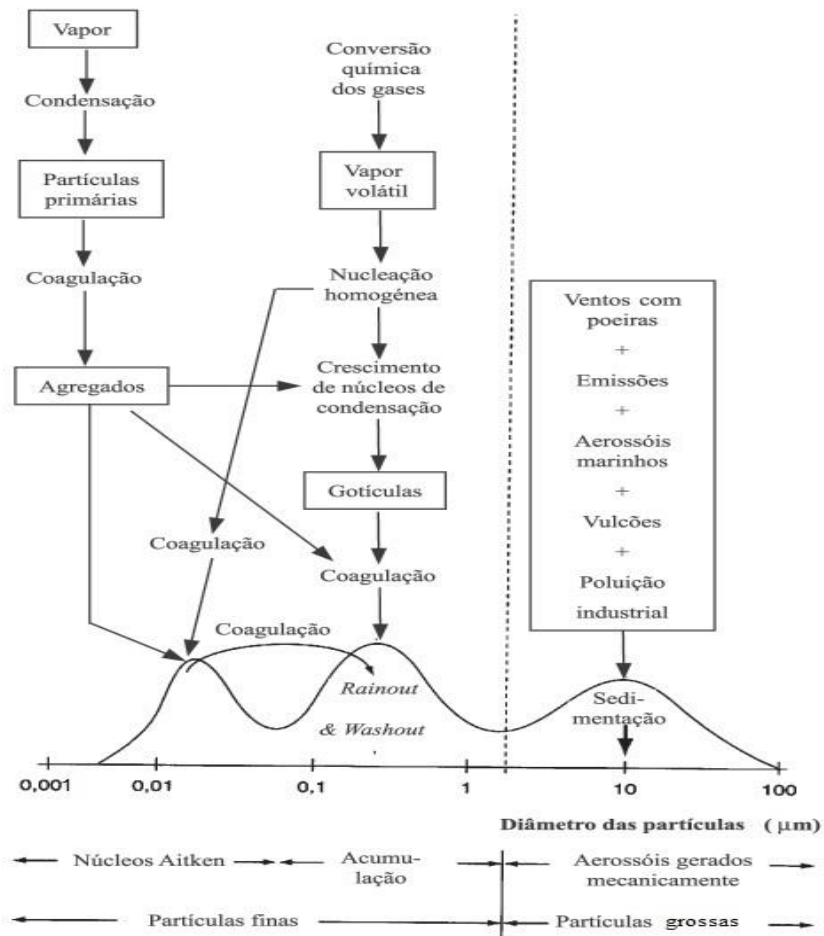 Vapor
Condensação
Partículas
primárias
Coagulação
Agregados
Conversão
química
dos gases
Vapor
volátil
Nucleação
homogénea
Crescimento
de núcleos de
condensação
Gotículas
Coagulação
Coagulação
Coagulação
Rainout
& Washout
Ventos com
poeiras
+
Emissões
+
Aerossóis
marinhos
+
Vulcões
+
Poluição
industrial
Sedi-
mentação
0,001
0,01
0,1
1
10
100
Diâmetro das partículas (μm)
Núcleos Aitken
Acumu-
lação
Aerossóis gerados
mecanicamente
Partículas finas
Partículas grossas